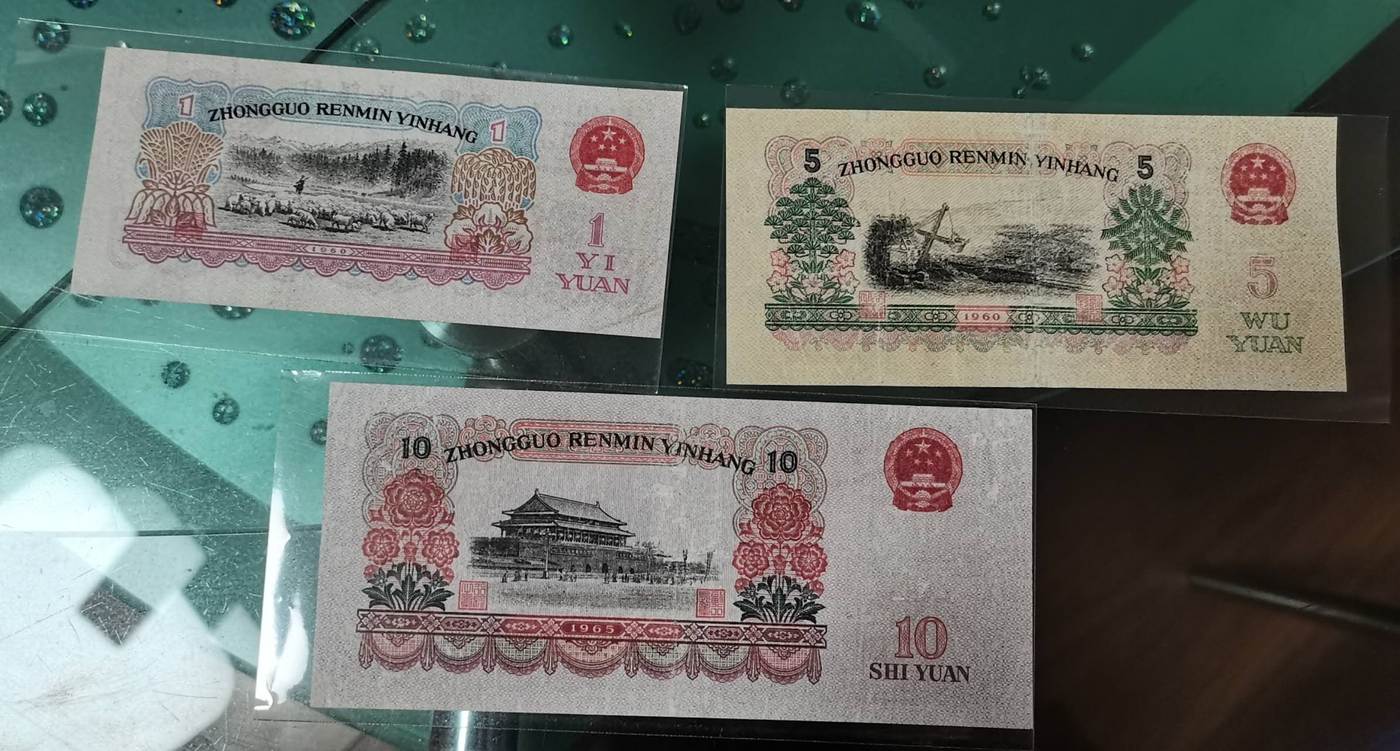 1 ZHONGGUO RENMIN YINHANG 1
1960
1
YI
YUAN
5 ZHONGGUO RENMIN YINHANG 5
1960
5
WU
YUAN
10 ZHONGGUO RENMIN YINHANG 10
1965
10
SHI YUAN